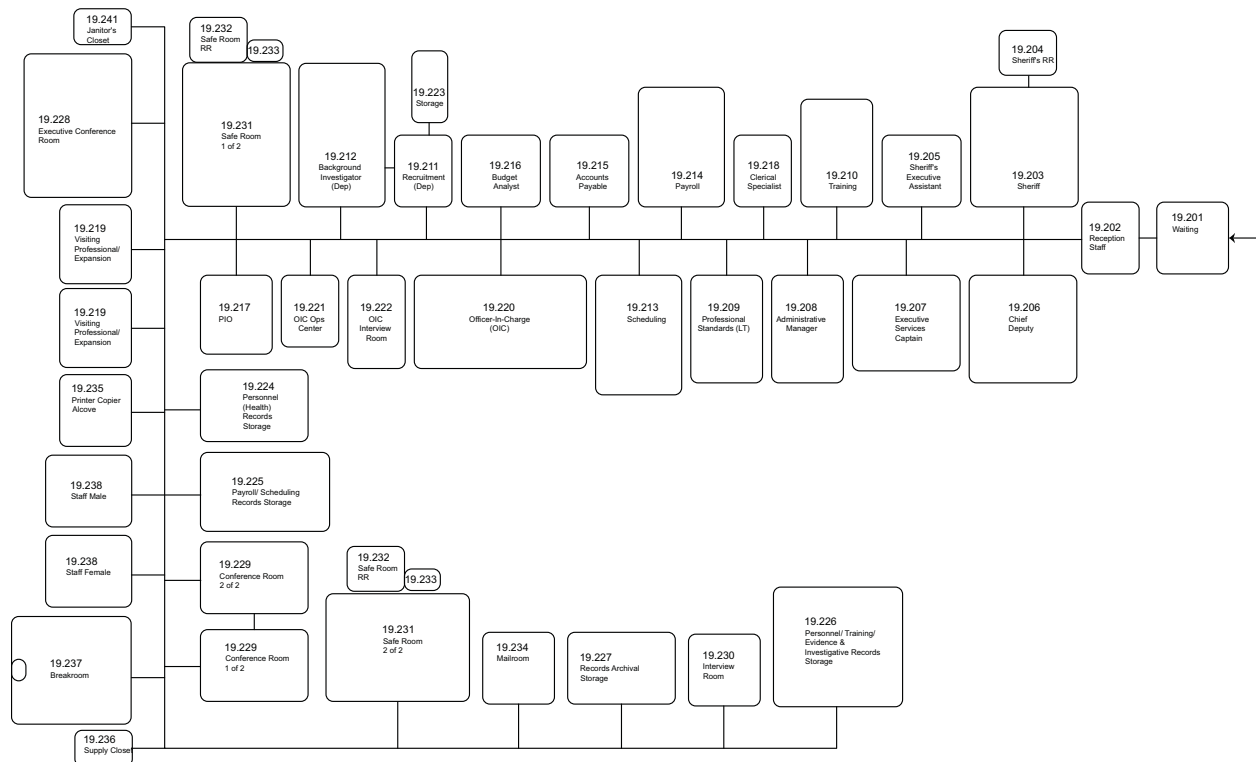 19.241
Janitor's
Closet
19.232
Safe Room
RR
19.233
19.204
Sheriff's RR
19.228
Executive Conference
Room
19.231
Safe Room
1 of 2
19.212
Background
Investigator
(Dep)
19.223
Storage
19.211
Recruitment
(Dep)
19.216
Budget
Analyst
19.215
Accounts
Payable
19.214
Payroll
19.218
Clerical
Specialist
19.210
Training
19.205
Sheriff's
Executive
Assistant
19.203
Sheriff
19.202
Reception
Staff
19.201
Waiting
19.219
Visiting
Professional/
Expansion
19.219
Visiting
Professional/
Expansion
19.217
PIO
19.221
OIC Ops
Center
19.222
OIC
Interview
Room
19.220
Officer-In-Charge
(OIC)
19.213
Scheduling
19.209
Professional
Standards (LT)
19.208
Administrative
Manager
19.207
Executive
Services
Captain
19.206
Chief
Deputy
19.235
Printer Copier
Alcove
19.224
Personnel
(Health)
Records
Storage
19.238
Staff Male
19.225
Payroll/ Scheduling
Records Storage
19.238
Staff Female
19.229
Conference Room
2 of 2
19.232
Safe Room
RR
19.233
19.237
Breakroom
19.229
Conference Room
1 of 2
19.231
Safe Room
2 of 2
19.234
Mailroom
19.227
Records Archival
Storage
19.230
Interview
Room
19.226
Personnel/ Training/
Evidence &
Investigative Records
Storage
19.236
Supply Closet